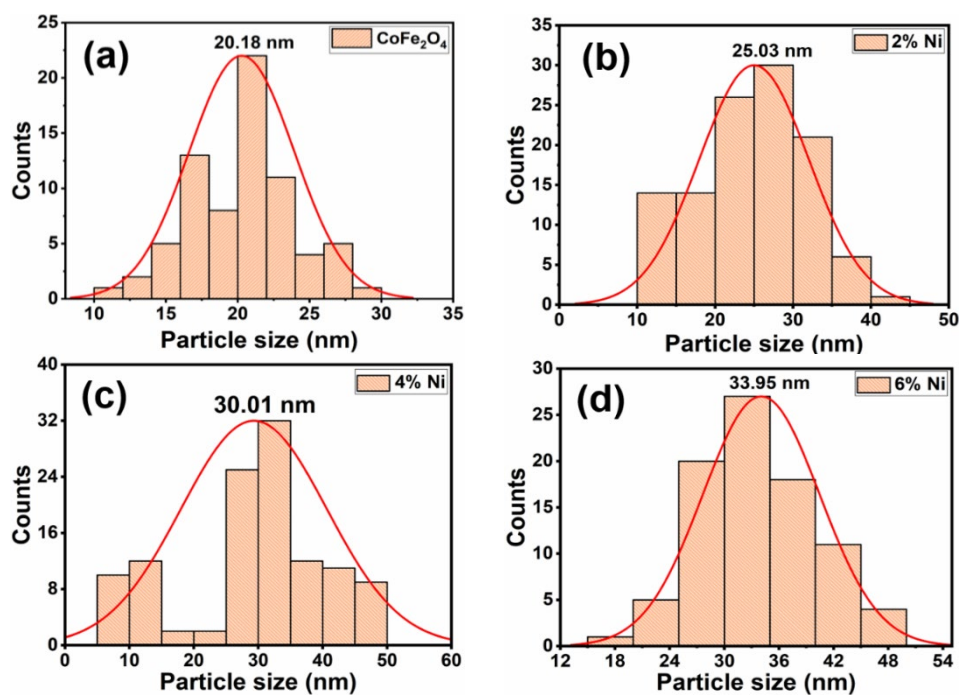 (a)
20.18 nm
CoFe₂O₄
25
20
15
10
5
0
Counts
10 15 20 25 30 35
Particle size (nm)
(b)
25.03 nm
2% Ni
35
30
25
20
15
10
5
0
Counts
0 10 20 30 40 50
Particle size (nm)
(c)
30.01 nm
4% Ni
40
32
24
16
8
0
Counts
0 10 20 30 40 50 60
Particle size (nm)
(d)
33.95 nm
6% Ni
30
25
20
15
10
5
0
Counts
12 18 24 30 36 42 48 54
Particle size (nm)